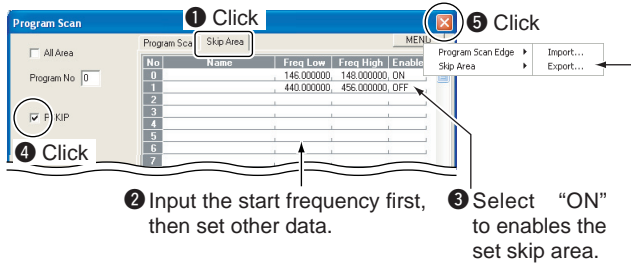 ❶ Click
Program Scan
❺ Click
All Area
Program Sca
Skip Area
MENU
Program No 0
No Name Freq Low Freq High Enable
0 146.000000, 148.000000, ON
1 440.000000, 456.000000, OFF
2
3
4
5
6
7
Program Scan Edge
Skip Area
Import...
Export...
KIP
❹ Click
❷ Input the start frequency first,
then set other data.
❸ Select “ON”
to enables the
set skip area.